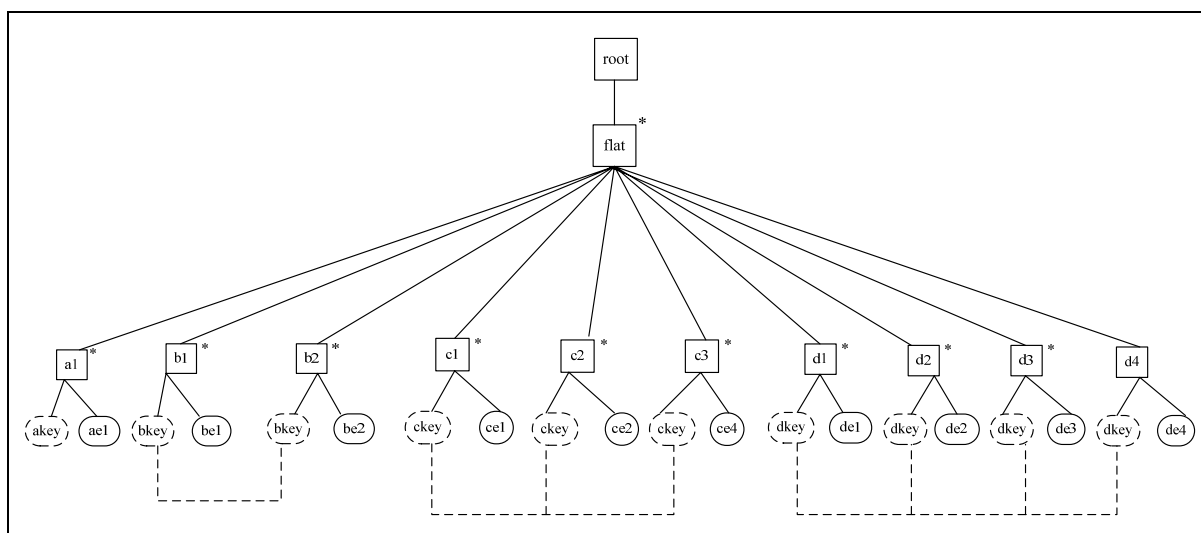 root
*
flat
a1 * b1 * b2 * c1 * c2 * c3 * d1 * d2 * d3 * d4
akey ae1 bkey be1 bkey be2 ckey ce1 ckey ce2 ckey ce4 dkey de1 dkey de2 dkey de3 dkey de4